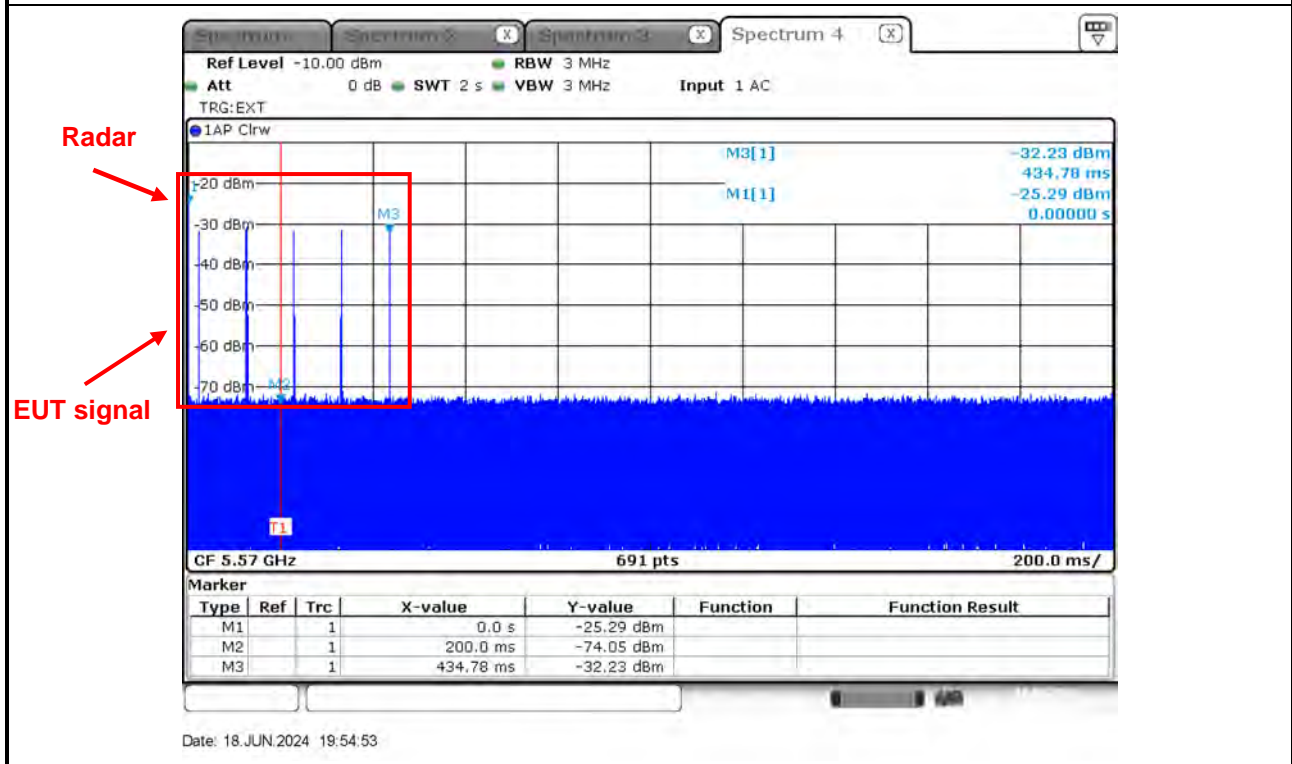 Spectrum 4
Ref Level -10.00 dBm RBW 3 MHz
Att 0 dB SWT 2 s VBW 3 MHz Input 1 AC
TRG:EXT
1AP Clrw
Radar
M3[1] -32.23 dBm
434.78 ms
-20 dBm
M1[1] -25.29 dBm
0.00000 s
M3
-30 dBm
-40 dBm
-50 dBm
-60 dBm
-70 dBm
M2
EUT signal
T1
CF 5.57 GHz 691 pts 200.0 ms/
Marker
Type Ref Trc X-value Y-value Function Function Result
M1 1 0.0 s -25.29 dBm
M2 1 200.0 ms -74.05 dBm
M3 1 434.78 ms -32.23 dBm
Date: 18.JUN.2024 19:54:53